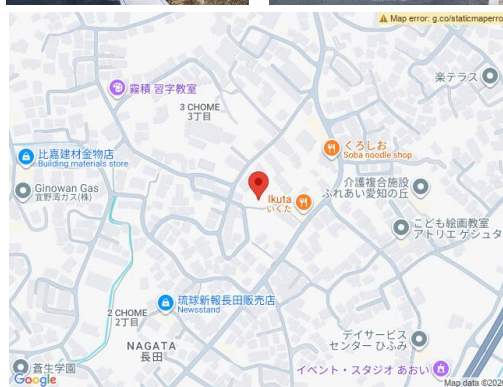 Map error: g.co/staticmaperro
楽テラス
霧積 習字教室
3 CHOME
3丁目
くろしお
Soba noodle shop
比嘉建材金物店
Building materials store
Ginowan Gas
宜野湾ガス(株)
Ikuta
いくた
介護複合施設
ふれあい愛知の丘
こども絵画教室
アトリエ ゲシュタ
琉球新報長田販売店
Newsstand
2 CHOME
2丁目
NAGATA
長田
デイサービス
センター ひふみ
蒼生学園
イベント・スタジオ あおい
Google
Map data ©202